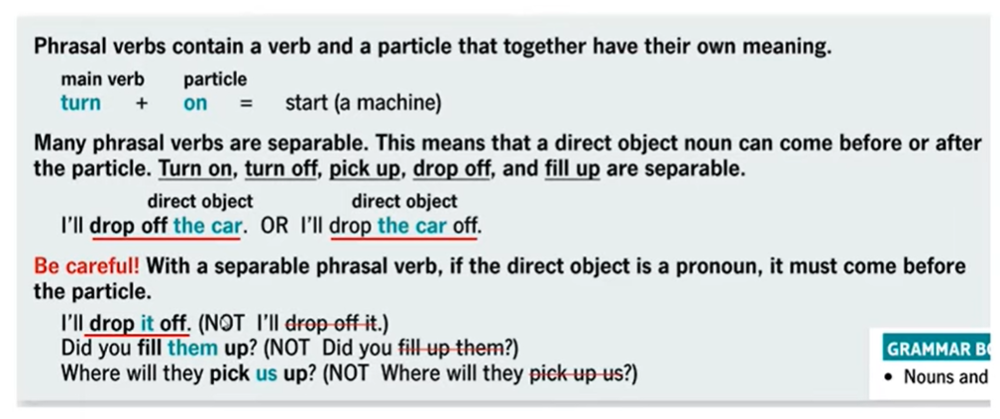 Phrasal verbs contain a verb and a particle that together have their own meaning.
main verb particle
turn + on = start (a machine)
Many phrasal verbs are separable. This means that a direct object noun can come before or after
the particle. Turn on, turn off, pick up, drop off, and fill up are separable.
direct object direct object
I'll drop off the car. OR I'll drop the car off.
Be careful! With a separable phrasal verb, if the direct object is a pronoun, it must come before
the particle.
I'll drop it off. (NOT I'll drop off it.)
Did you fill them up? (NOT Did you fill up them?)
Where will they pick us up? (NOT Where will they pick up us?)
GRAMMAR BO
• Nouns and